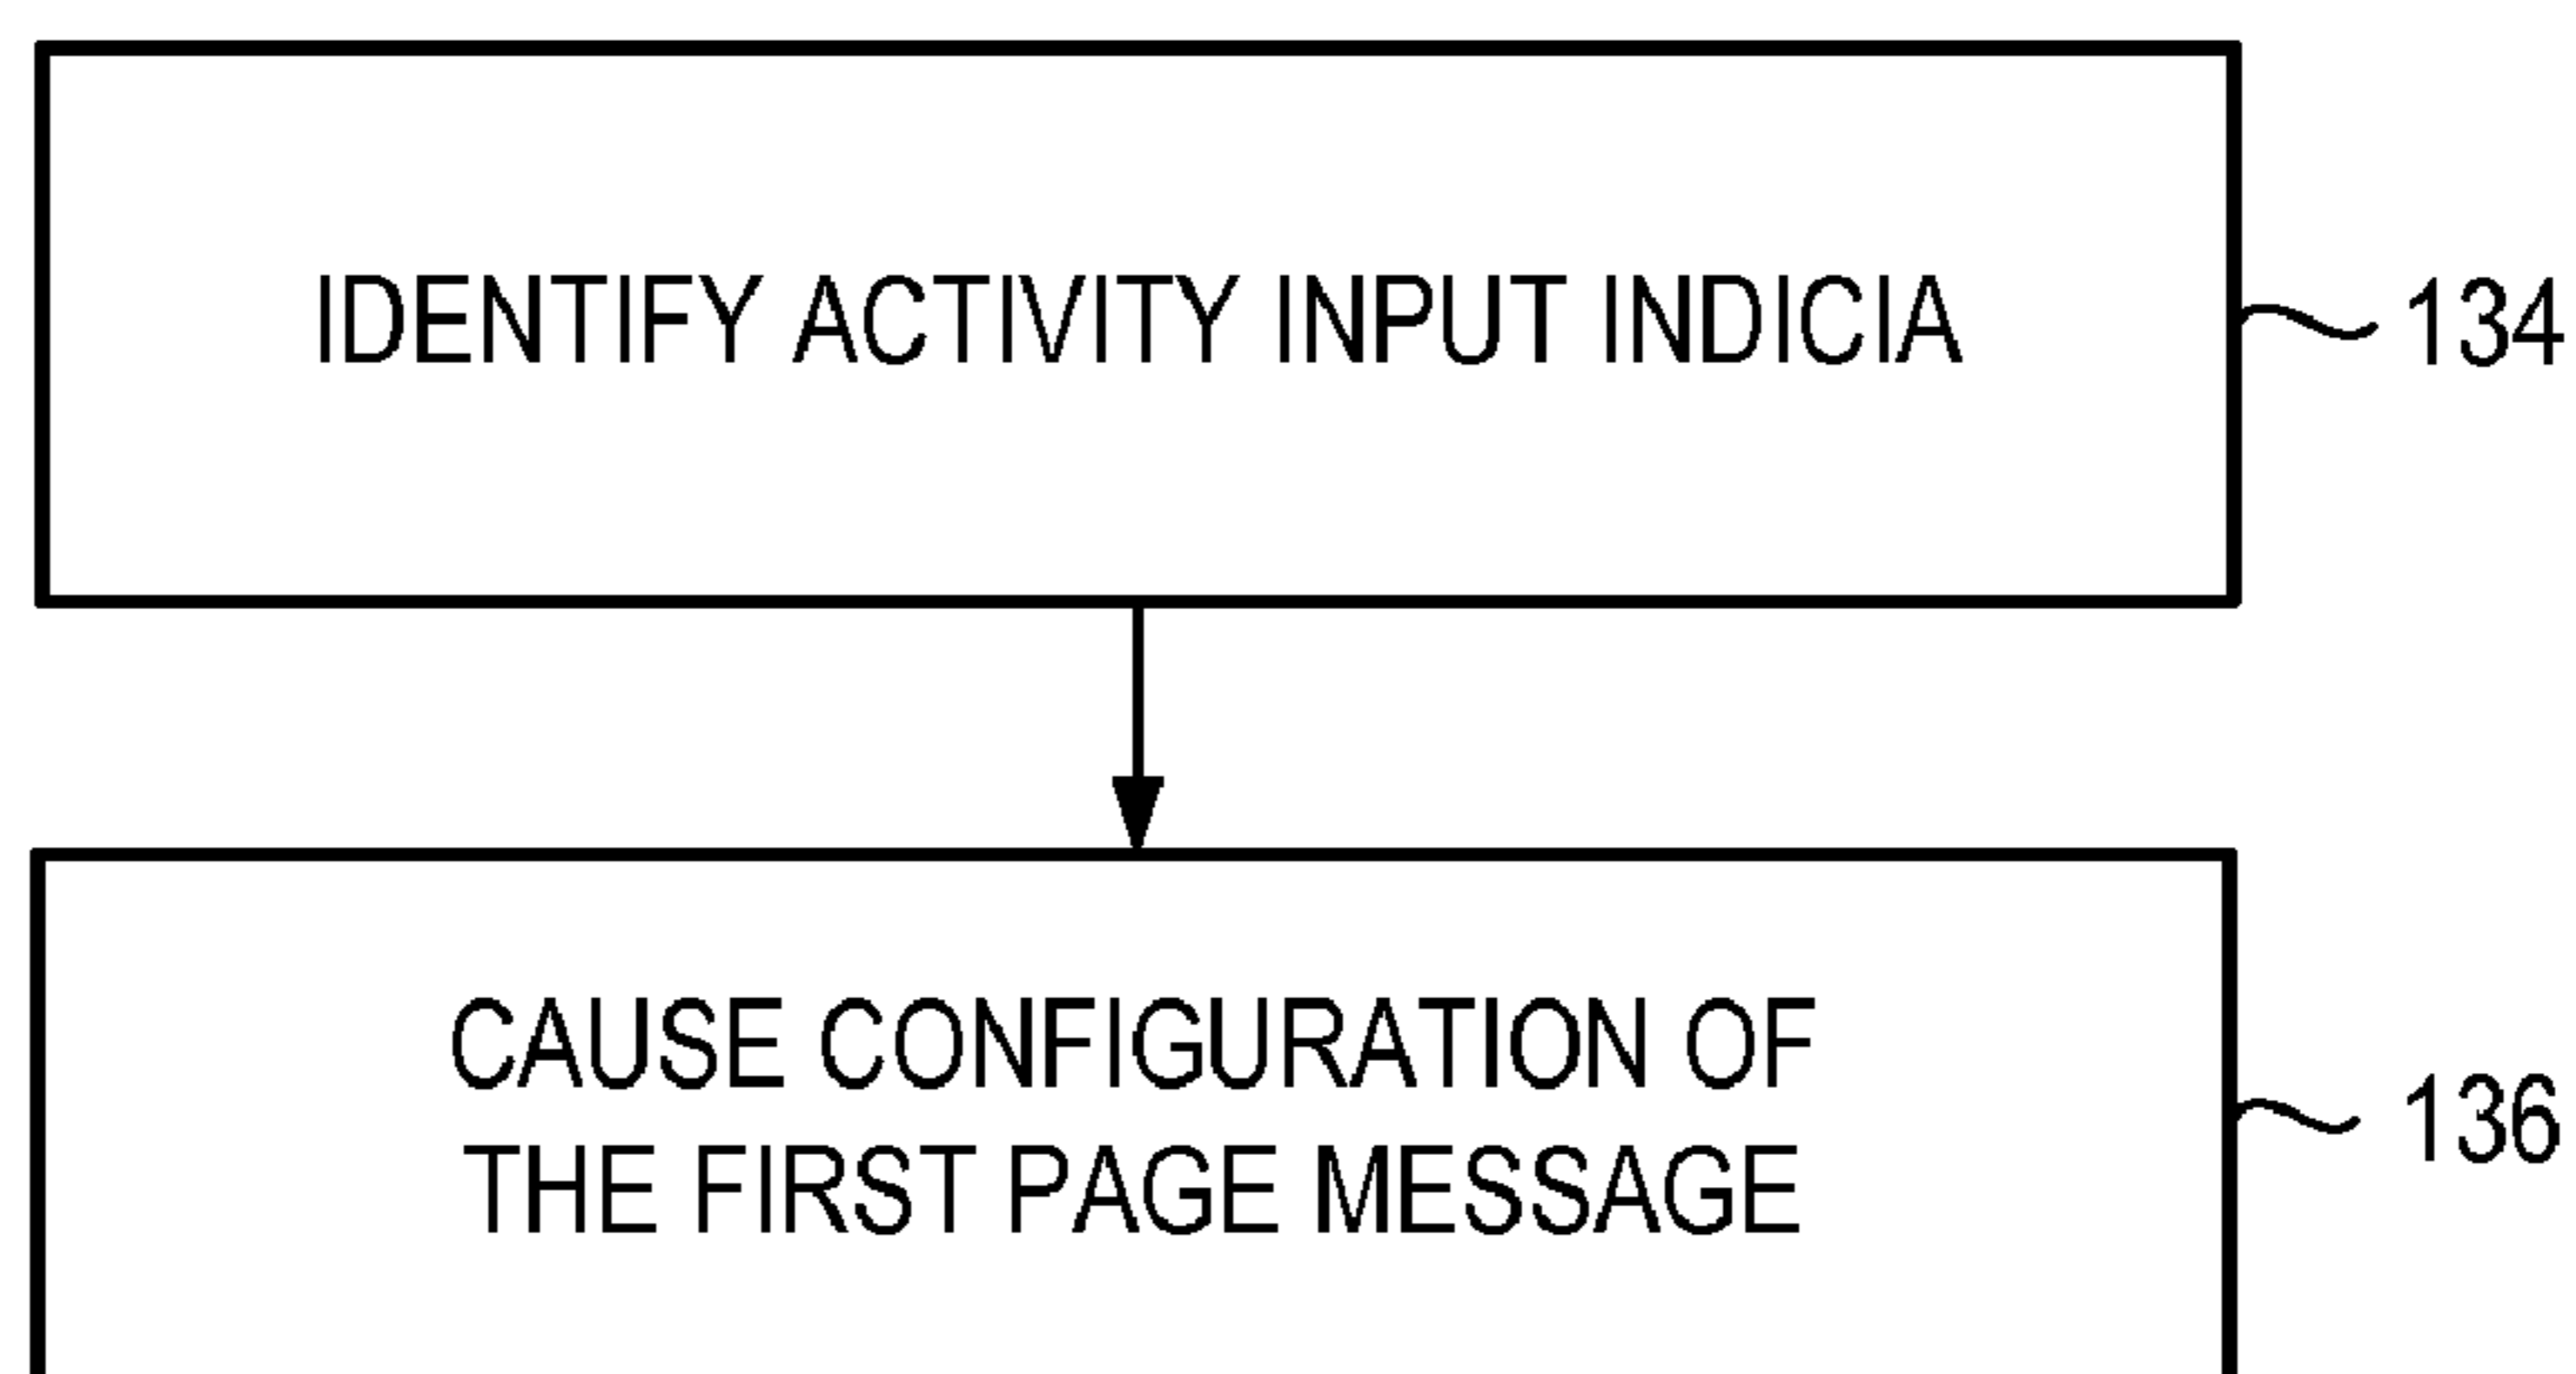 IDENTIFY ACTIVITY INPUT INDICIA
134
CAUSE CONFIGURATION OF
THE FIRST PAGE MESSAGE
136